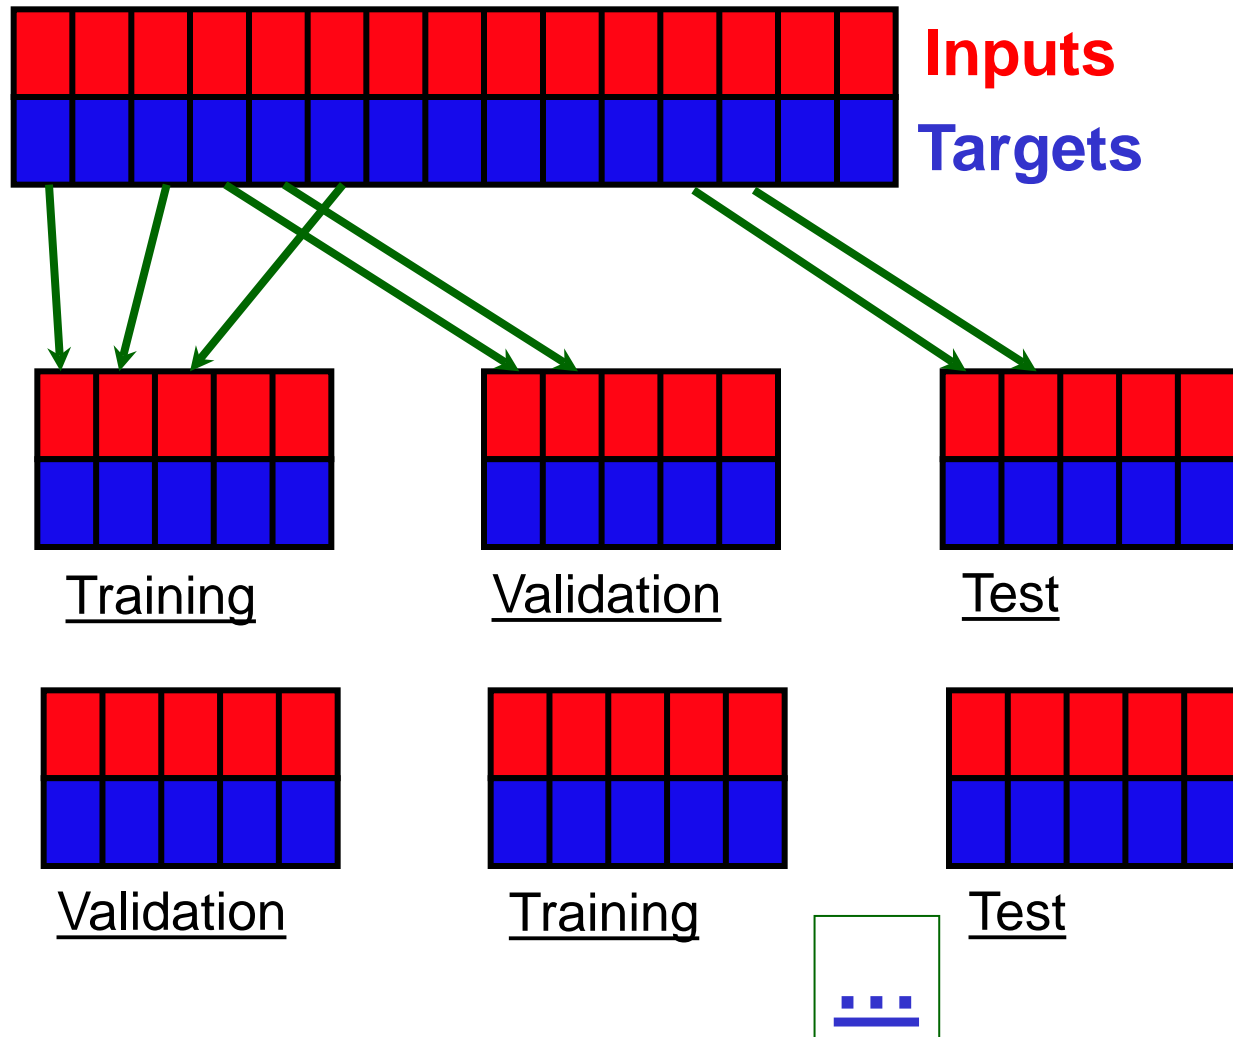 Inputs
Targets
Training
Validation
Test
Validation
Training
Test
...